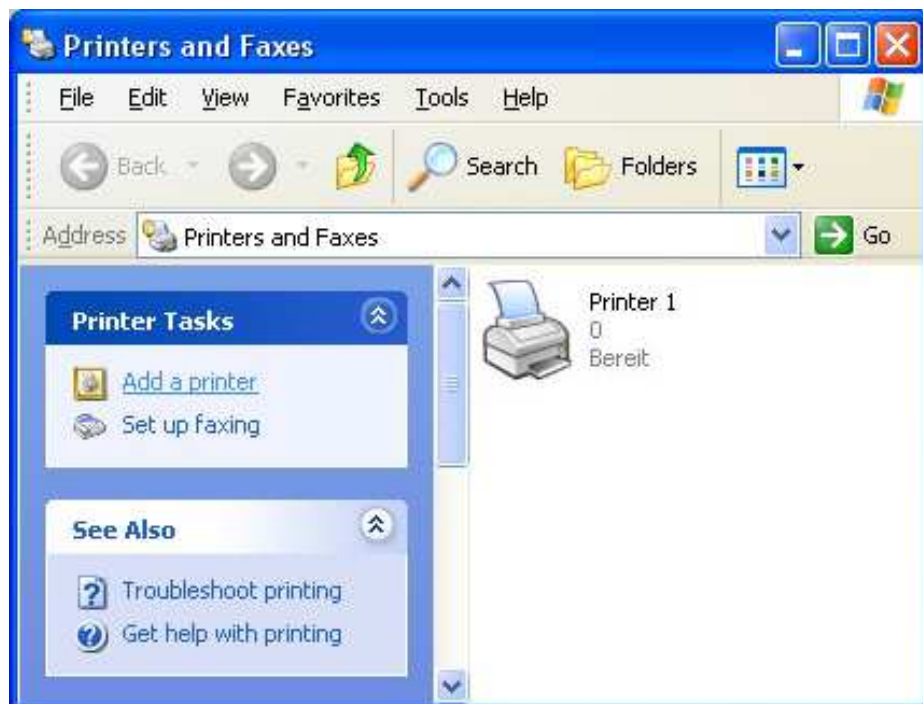 Printers and Faxes
File Edit View Favorites Tools Help
Back Search Folders
Address Printers and Faxes Go
Printer Tasks
Add a printer
Set up faxing
See Also
Troubleshoot printing
Get help with printing
Printer 1
0
Bereit